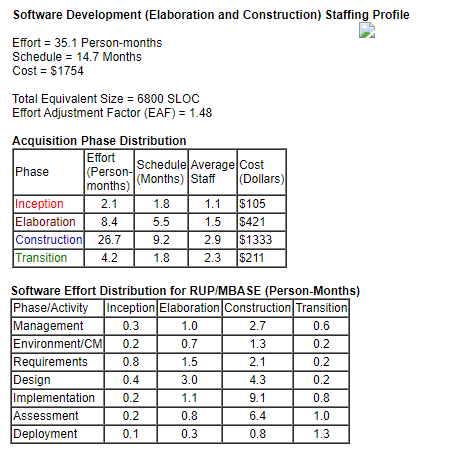 Software Development (Elaboration and Construction) Staffing Profile
Effort = 35.1 Person-months
Schedule = 14.7 Months
Cost = $1754
Total Equivalent Size = 6800 SLOC
Effort Adjustment Factor (EAF) = 1.48
Acquisition Phase Distribution
Phase Effort (Person-months) Schedule (Months) Average Staff Cost (Dollars)
Inception 2.1 1.8 1.1 $105
Elaboration 8.4 5.5 1.5 $421
Construction 26.7 9.2 2.9 $1333
Transition 4.2 1.8 2.3 $211
Software Effort Distribution for RUP/MBASE (Person-Months)
Phase/Activity Inception Elaboration Construction Transition
Management 0.3 1.0 2.7 0.6
Environment/CM 0.2 0.7 1.3 0.2
Requirements 0.8 1.5 2.1 0.2
Design 0.4 3.0 4.3 0.2
Implementation 0.2 1.1 9.1 0.8
Assessment 0.2 0.8 6.4 1.0
Deployment 0.1 0.3 0.8 1.3